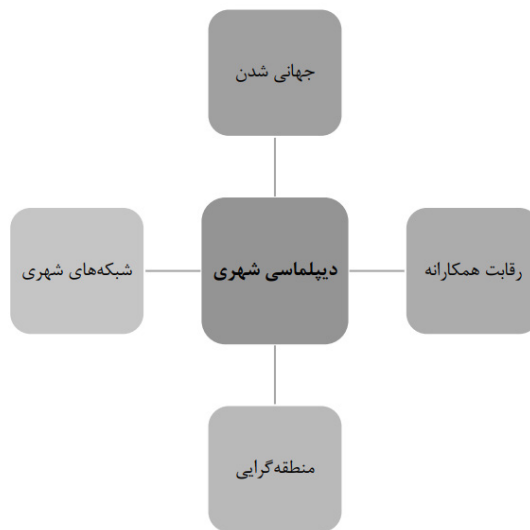 جهانی شدن
رقابت همکارانه
دیپلماسی شهری
شبکه‌های شهری
منطقه‌گرایی